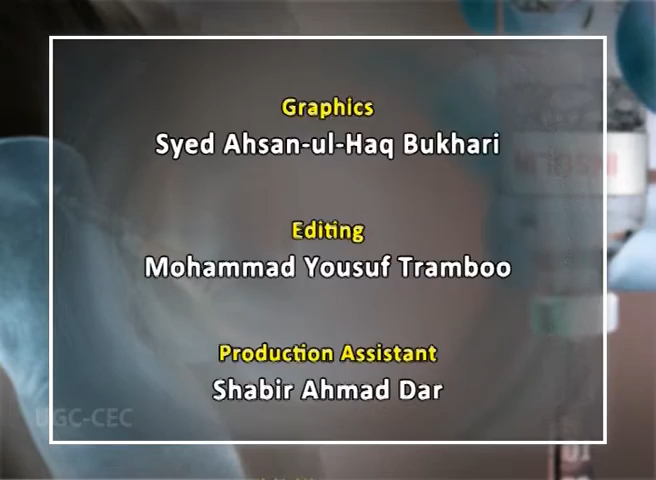 Graphics
Syed Ahsan-ul-Haq Bukhari
Editing
Mohammad Yousuf Tramboo
Production Assistant
Shabir Ahmad Dar
UGC-CEC